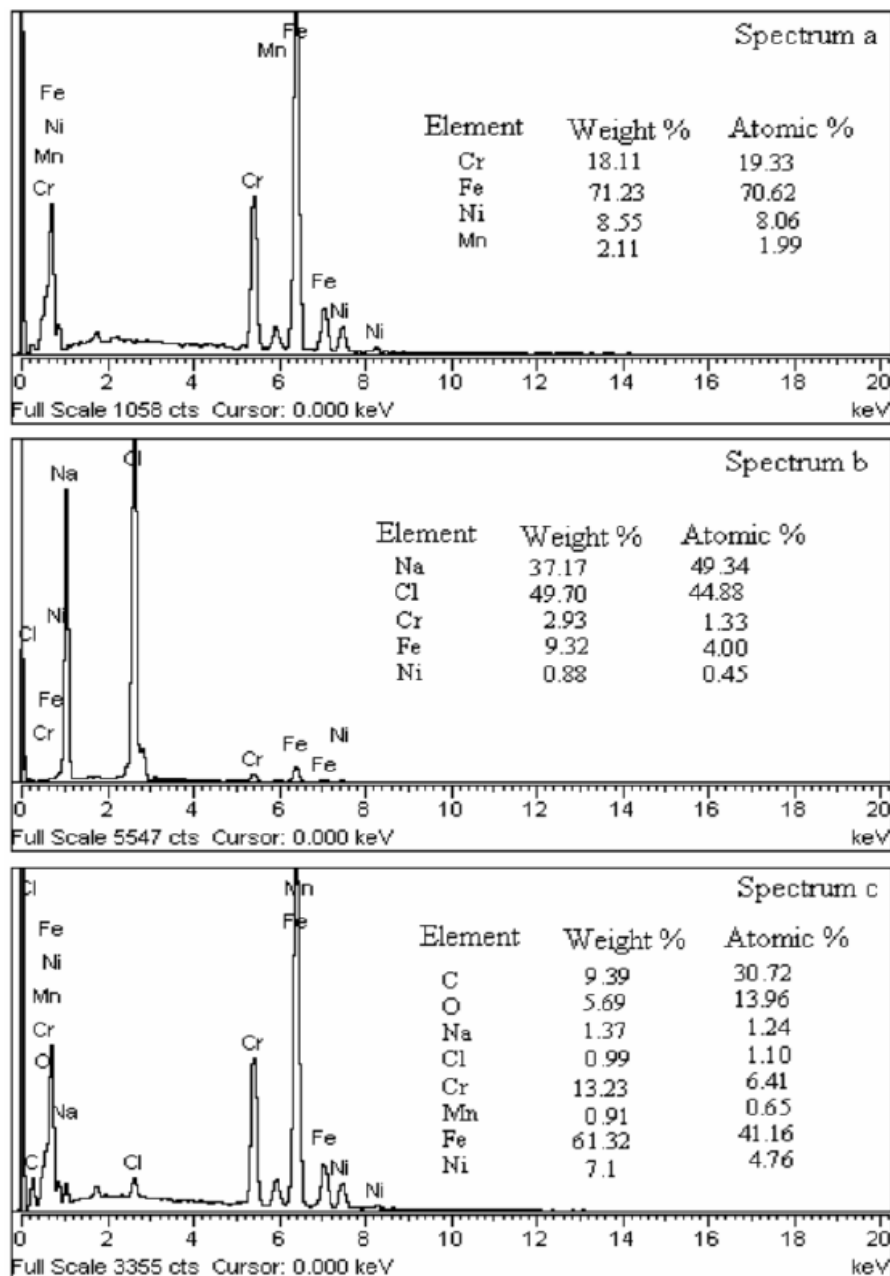 Spectrum a
Fe
Mn
Fe
Ni
Mn
Cr
Cr
Fe
Ni
Ni
Element Weight % Atomic %
Cr 18.11 19.33
Fe 71.23 70.62
Ni 8.55 8.06
Mn 2.11 1.99
0 2 4 6 8 10 12 14 16 18 20
Full Scale 1058 cts Cursor: 0.000 keV keV
Spectrum b
Cl
Na
Ni
Cl
Fe
Cr
Cr
Fe
Fe
Ni
Element Weight % Atomic %
Na 37.17 49.34
Cl 49.70 44.88
Cr 2.93 1.33
Fe 9.32 4.00
Ni 0.88 0.45
0 2 4 6 8 10 12 14 16 18 20
Full Scale 5547 cts Cursor: 0.000 keV keV
Spectrum c
Cl
Mn
Fe
Fe
Ni
Mn
Cr
O
Na
C
Cl
Cr
Fe
Ni
Ni
Element Weight % Atomic %
C 9.39 30.72
O 5.69 13.96
Na 1.37 1.24
Cl 0.99 1.10
Cr 13.23 6.41
Mn 0.91 0.65
Fe 61.32 41.16
Ni 7.1 4.76
0 2 4 6 8 10 12 14 16 18 20
Full Scale 3355 cts Cursor: 0.000 keV keV